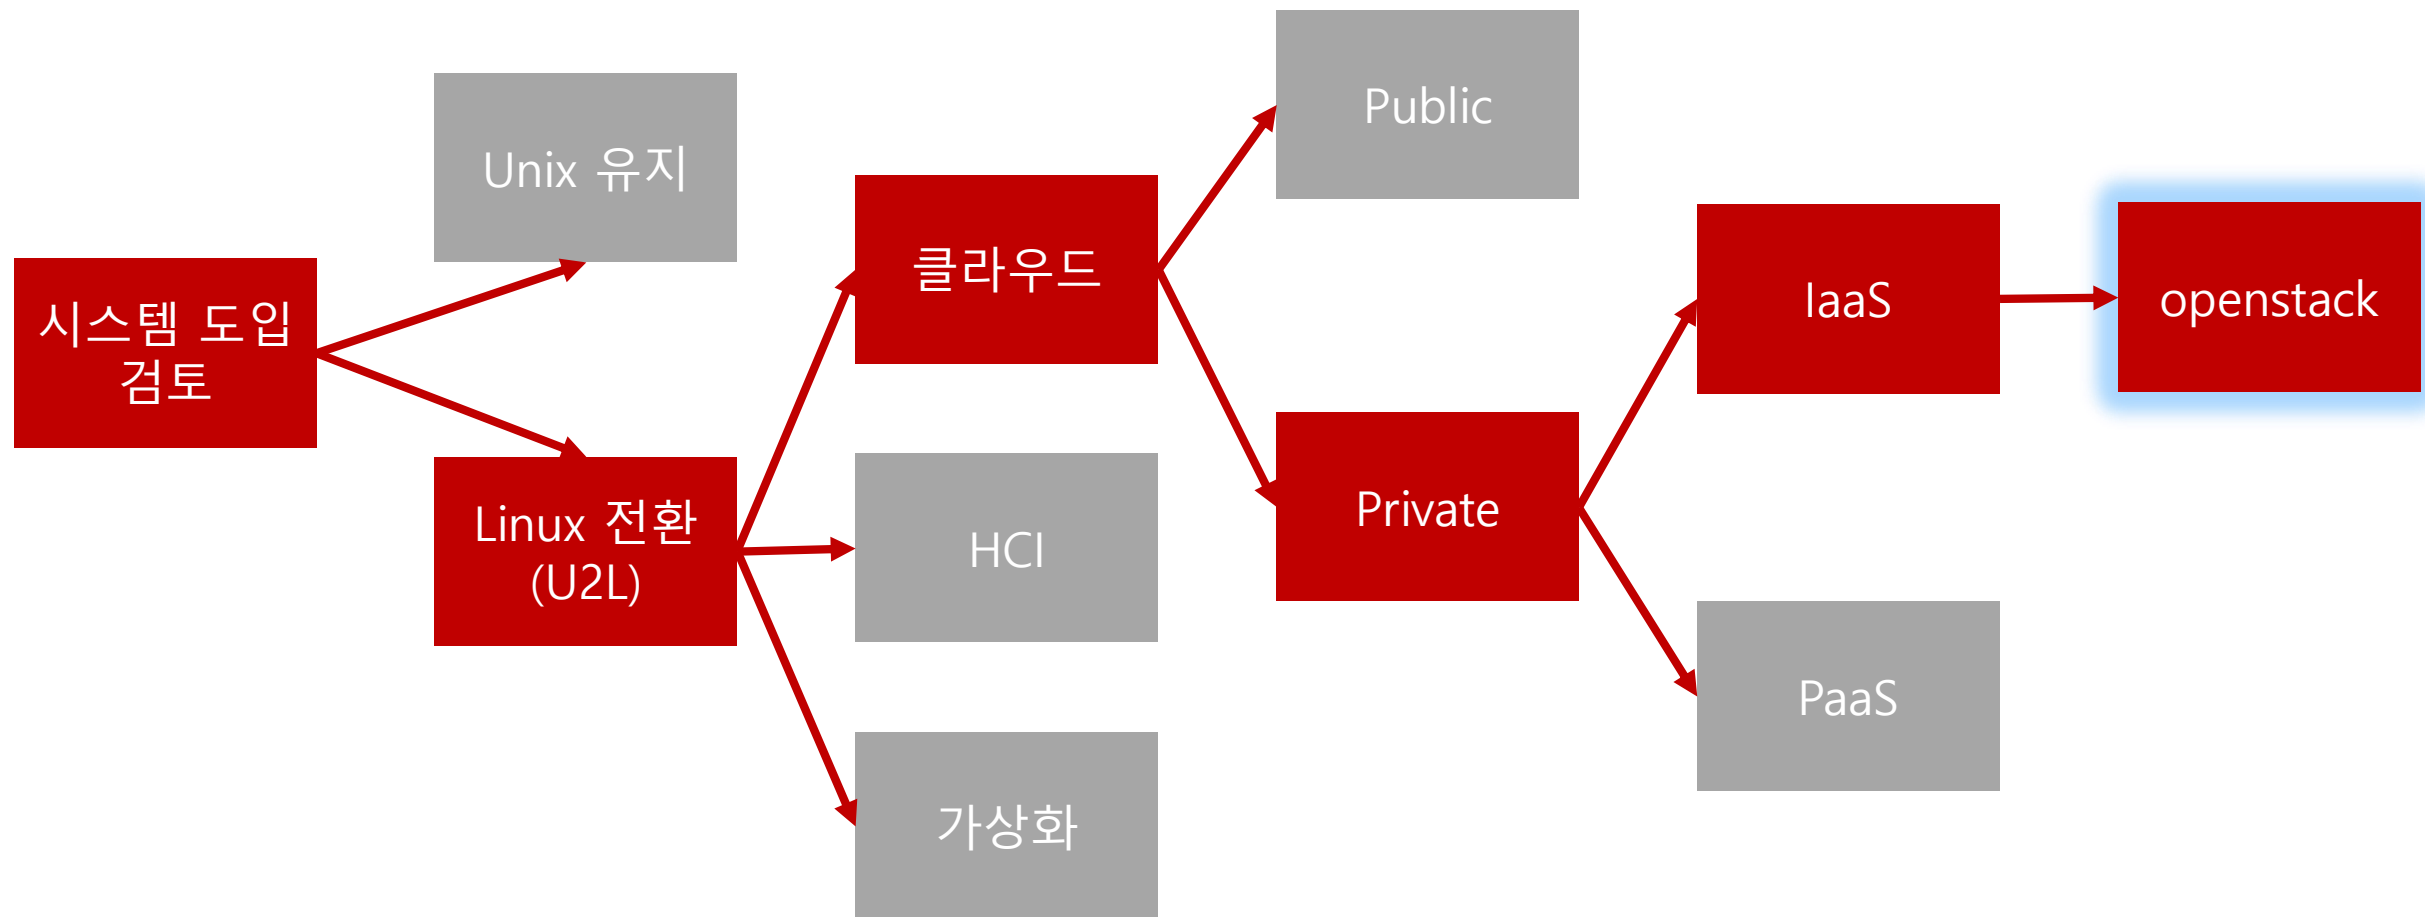 시스템 도입
검토
Unix 유지
Linux 전환
(U2L)
클라우드
HCI
가상화
Public
Private
IaaS
PaaS
openstack